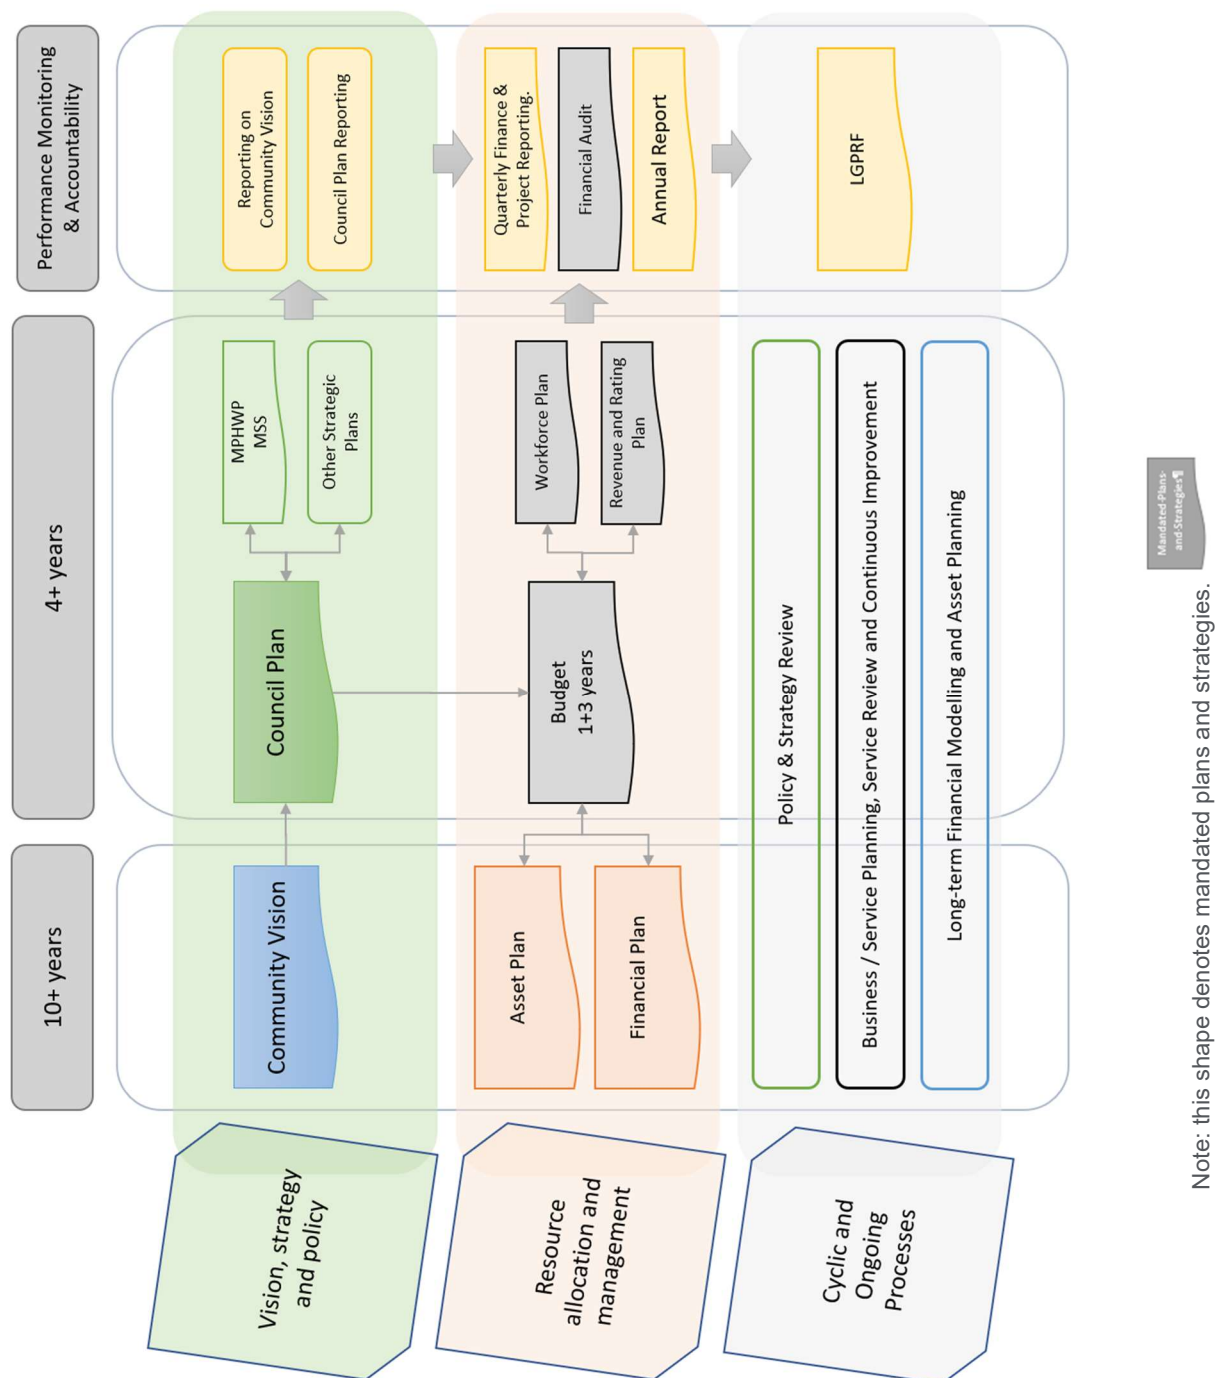 10+ years
4+ years
Performance Monitoring
& Accountability
Vision, strategy
and policy
Community Vision
Council Plan
MPHWP
MSS
Other Strategic
Plans
Reporting on
Community Vision
Council Plan Reporting
Resource
allocation and
management
Asset Plan
Financial Plan
Budget
1+3 years
Workforce Plan
Revenue and Rating
Plan
Quarterly Finance &
Project Reporting.
Financial Audit
Annual Report
Cyclic and
Ongoing
Processes
Policy & Strategy Review
Business / Service Planning, Service Review and Continuous Improvement
Long-term Financial Modelling and Asset Planning
LGPRF
Mandated·Plans·
and·Strategies¶
Note: this shape denotes mandated plans and strategies.